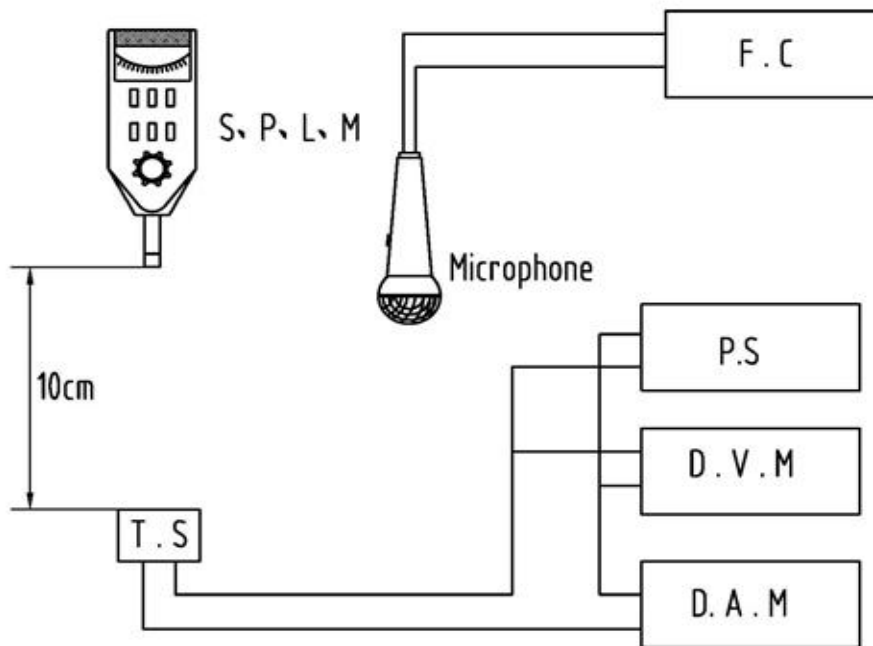 F.C
S、P、L、M
Microphone
P.S
10cm
D.V.M
T.S
D.A.M